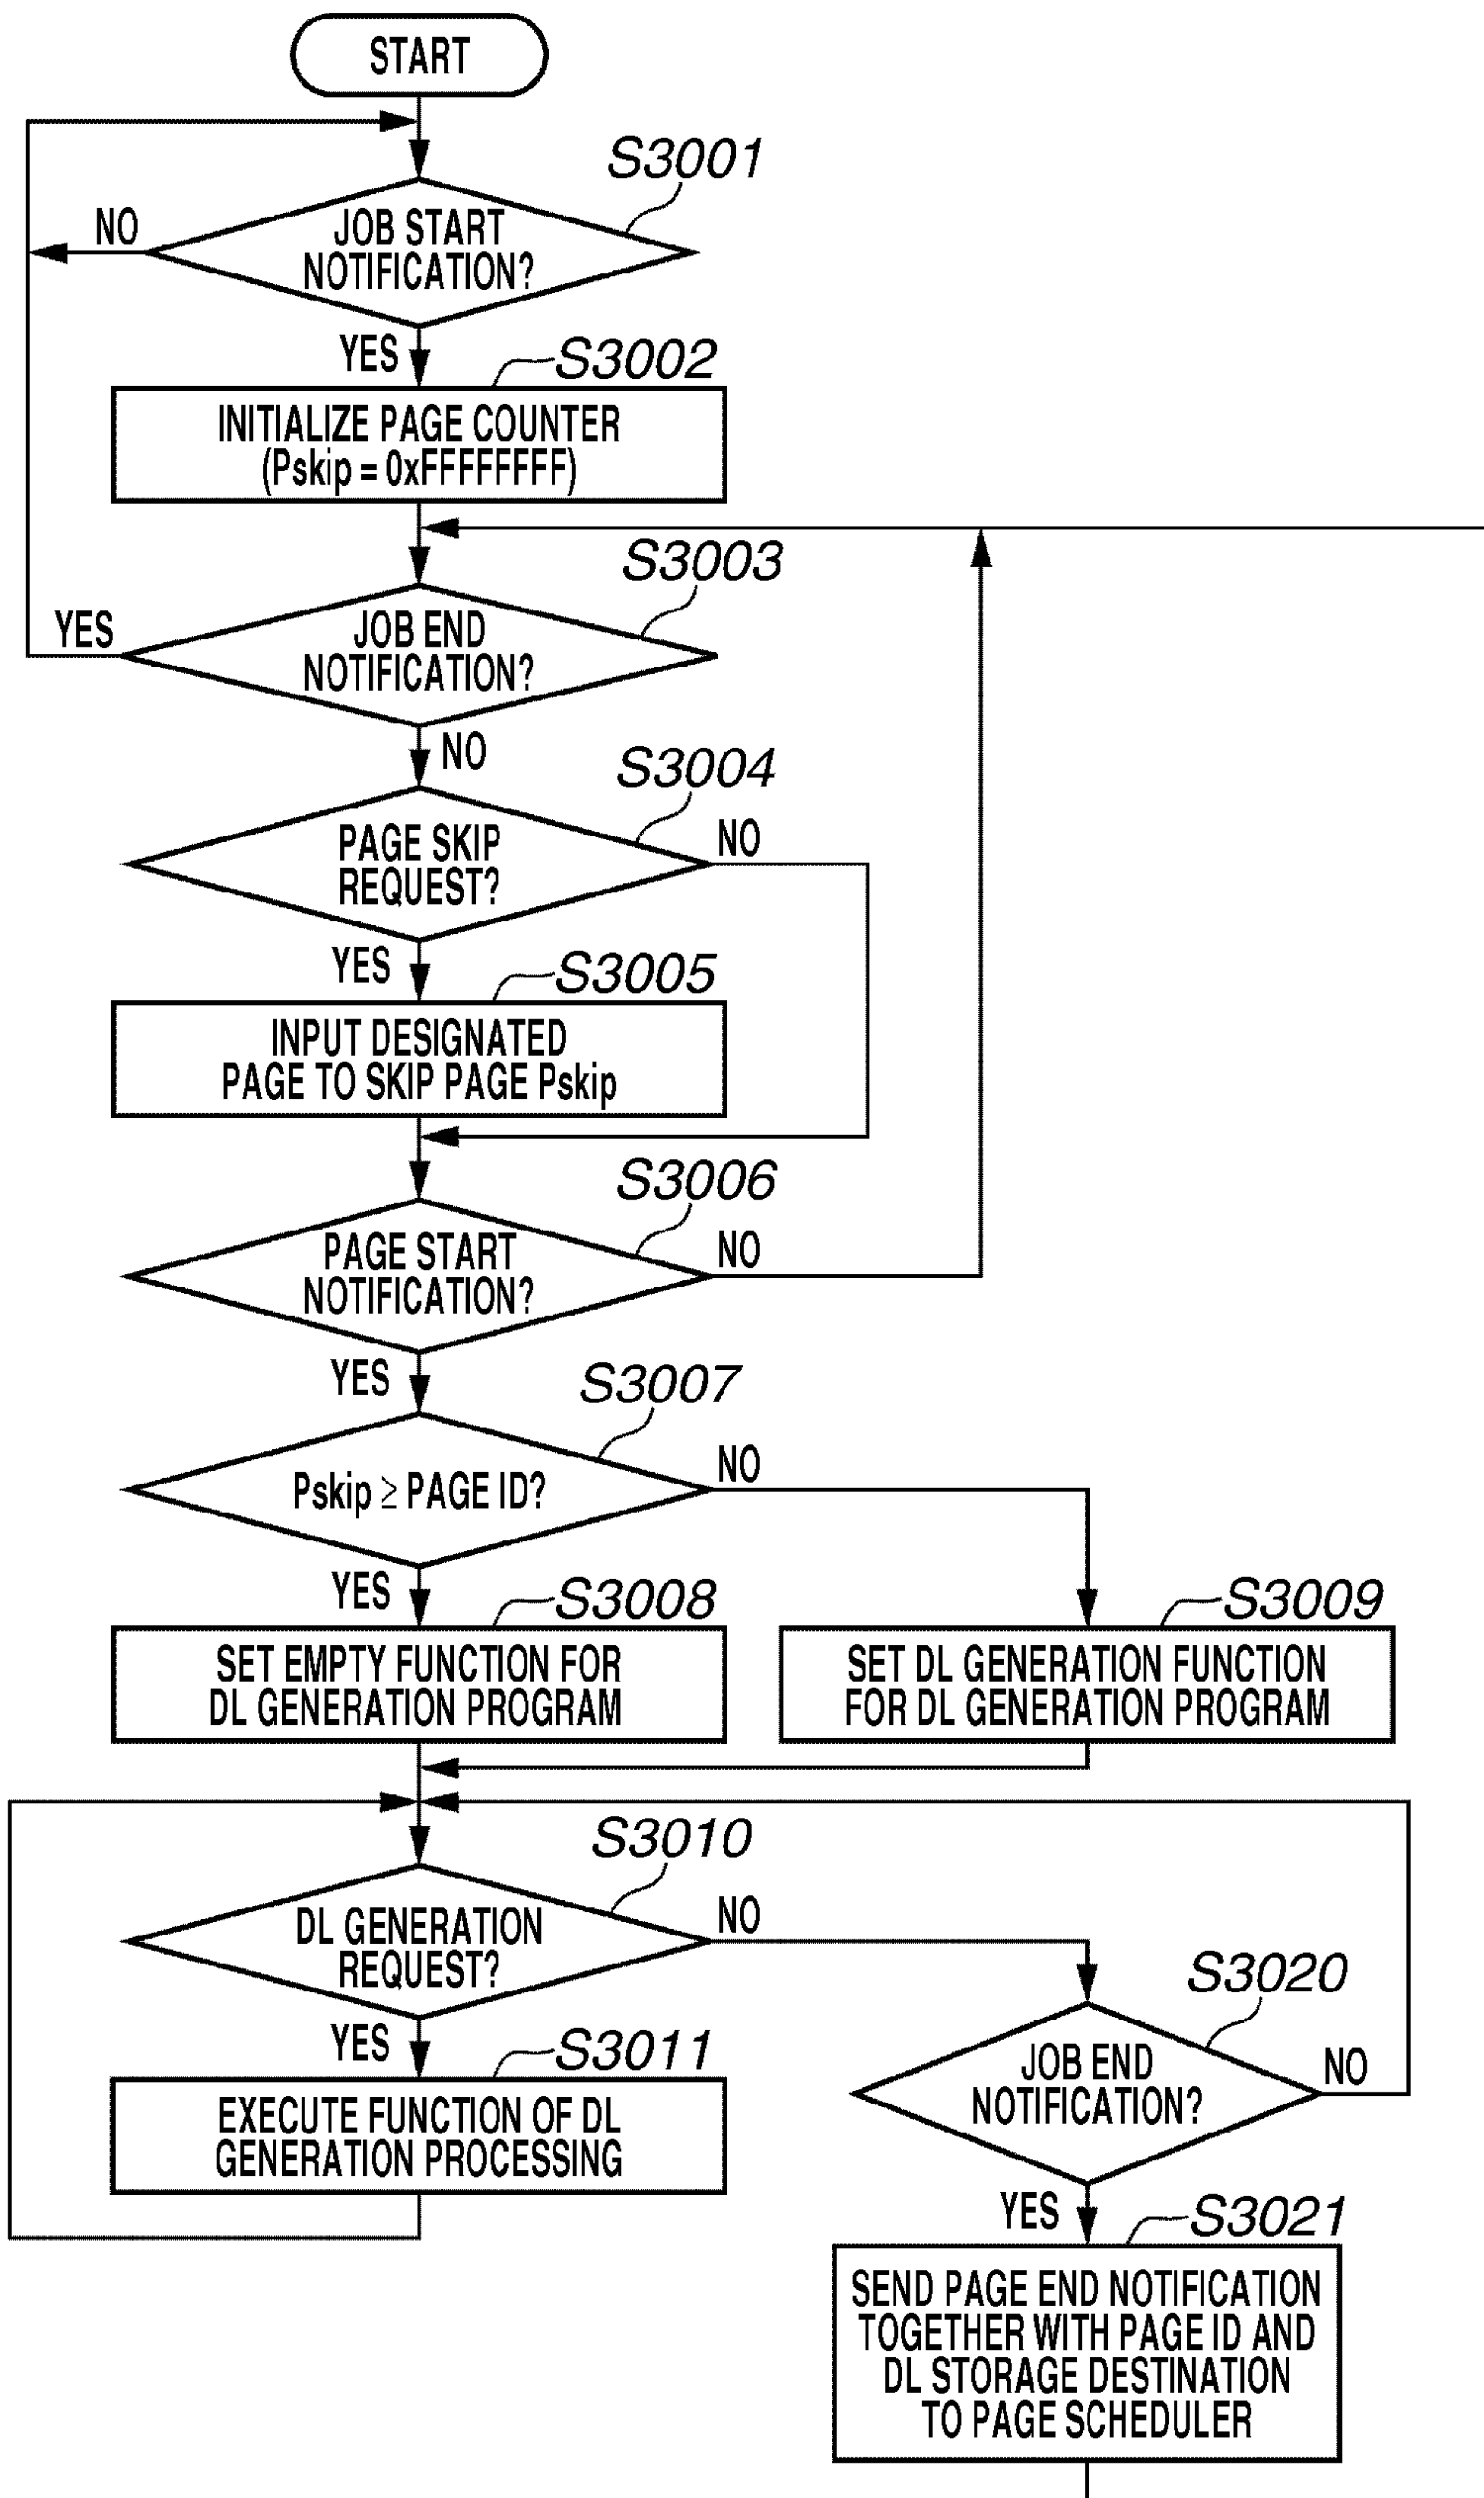 START
S3001
NO
JOB START
NOTIFICATION?
YES
S3002
INITIALIZE PAGE COUNTER
(Pskip = 0xFFFFFFFF)
S3003
YES
JOB END
NOTIFICATION?
NO
S3004
PAGE SKIP
REQUEST?
NO
YES
S3005
INPUT DESIGNATED
PAGE TO SKIP PAGE Pskip
S3006
PAGE START
NOTIFICATION?
NO
YES
S3007
Pskip ≥ PAGE ID?
NO
YES
S3008
SET EMPTY FUNCTION FOR
DL GENERATION PROGRAM
S3009
SET DL GENERATION FUNCTION
FOR DL GENERATION PROGRAM
S3010
DL GENERATION
REQUEST?
NO
YES
S3011
EXECUTE FUNCTION OF DL
GENERATION PROCESSING
S3020
JOB END
NOTIFICATION?
NO
YES
S3021
SEND PAGE END NOTIFICATION
TOGETHER WITH PAGE ID AND
DL STORAGE DESTINATION
TO PAGE SCHEDULER